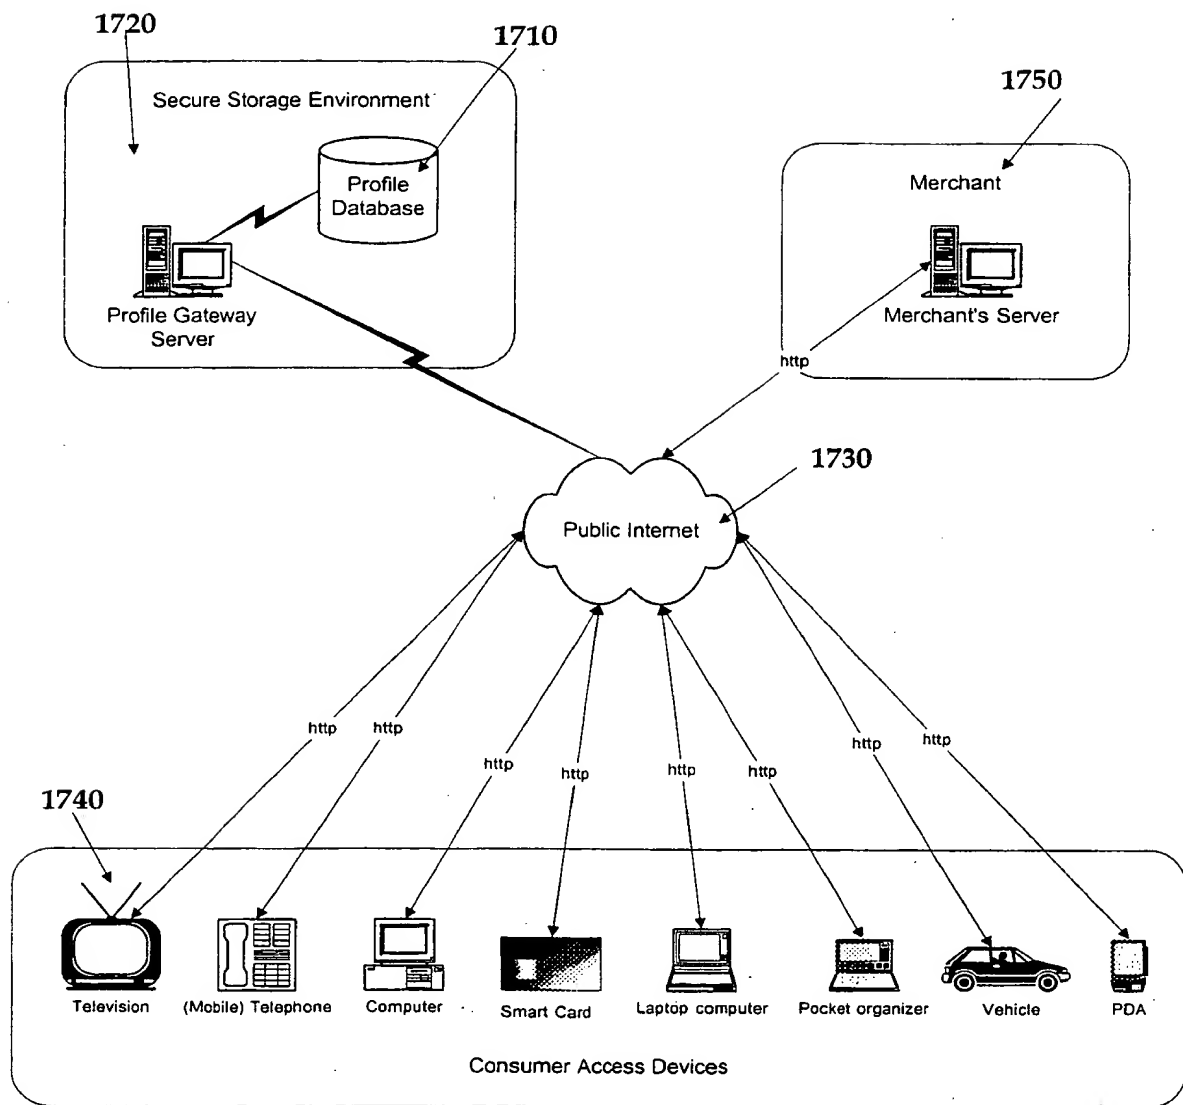 1720
1710
1750
Secure Storage Environment
Profile
Database
Profile Gateway
Server
Merchant
Merchant's Server
http
1730
Public Internet
http
http
http
http
http
http
http
http
1740
Television
(Mobile) Telephone
Computer
Smart Card
Laptop computer
Pocket organizer
Vehicle
PDA
Consumer Access Devices